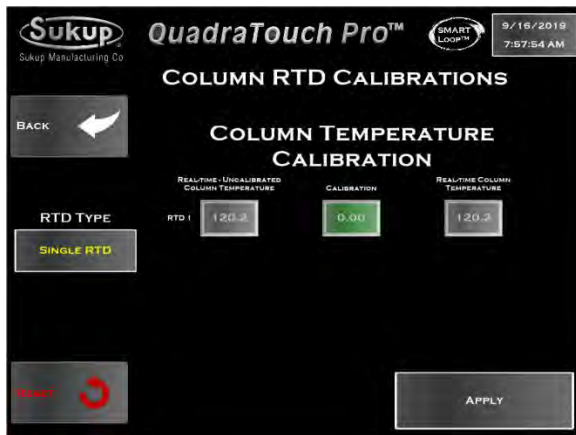 Sukup
Sukup Manufacturing Co
QuadraTouch Pro™
SMART
LOOP™
9/16/2019
7:57:54 AM
COLUMN RTD CALIBRATIONS
BACK
COLUMN TEMPERATURE
CALIBRATION
REAL-TIME - UNCALIBRATED
COLUMN TEMPERATURE
CALIBRATION
REAL-TIME COLUMN
TEMPERATURE
RTD TYPE
RTD 1
120.2
0.00
120.2
SINGLE RTD
RESET
APPLY